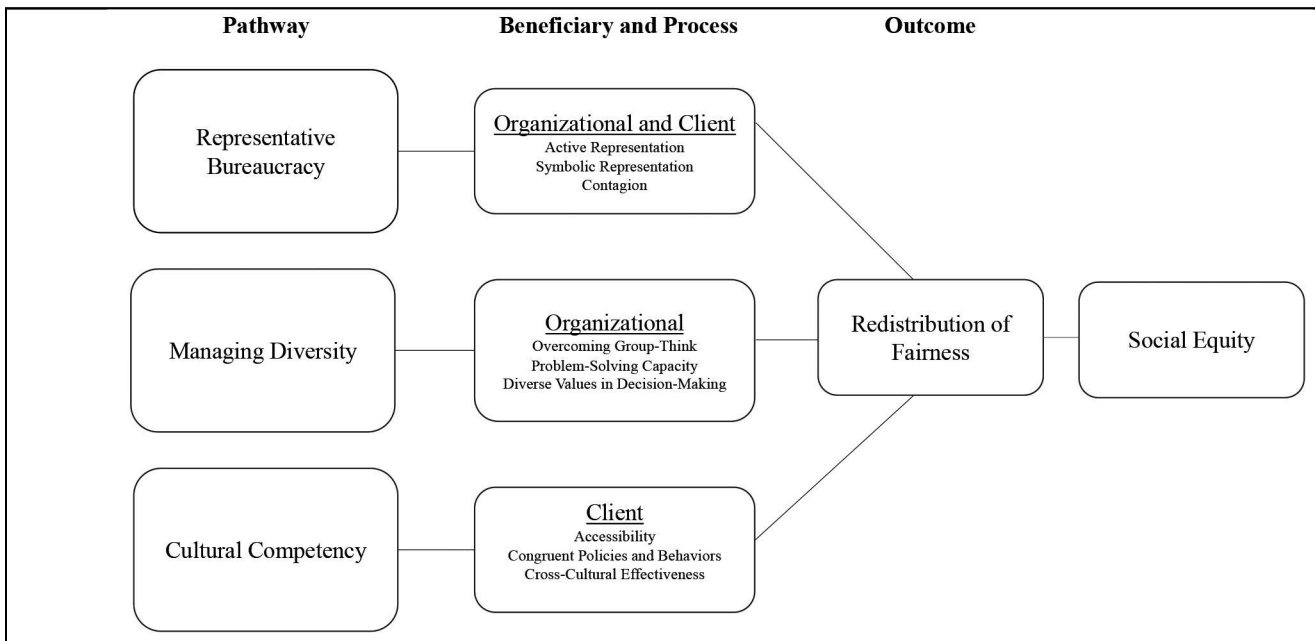 Pathway
Beneficiary and Process
Outcome
Representative
Bureaucracy
Organizational and Client
Active Representation
Symbolic Representation
Contagion
Managing Diversity
Organizational
Overcoming Group-Think
Problem-Solving Capacity
Diverse Values in Decision-Making
Redistribution of
Fairness
Social Equity
Cultural Competency
Client
Accessibility
Congruent Policies and Behaviors
Cross-Cultural Effectiveness